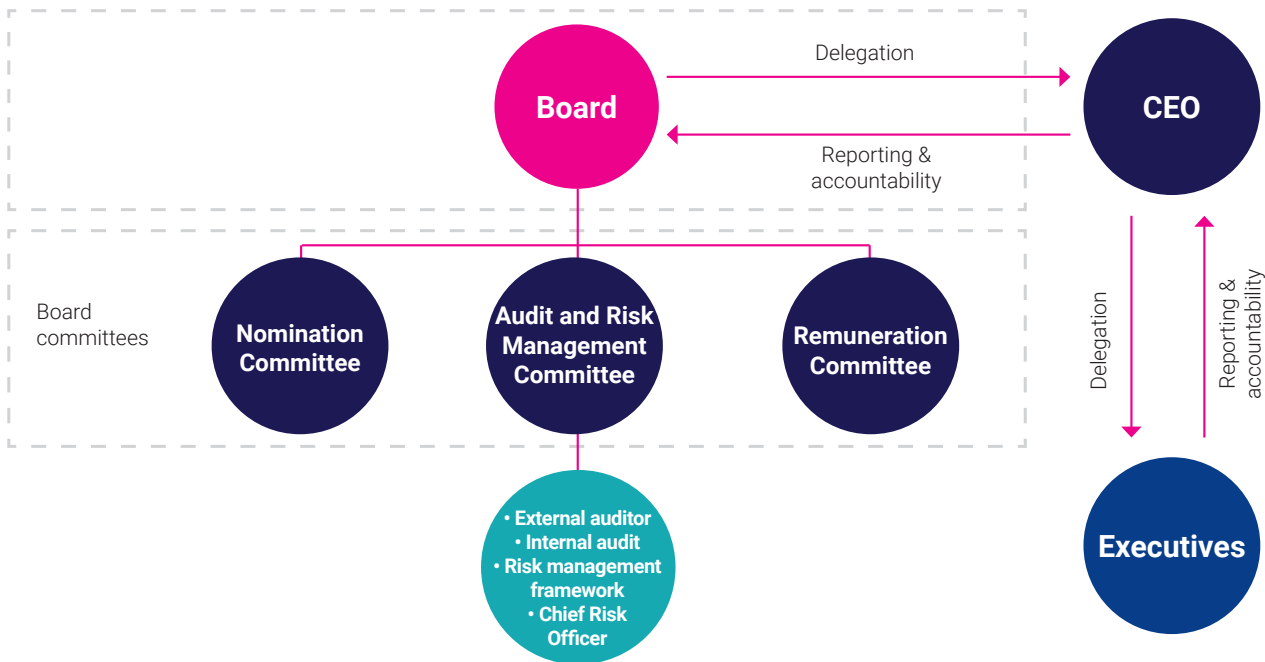 Delegation
Board
CEO
Reporting &
accountability
Board
committees
Nomination
Committee
Audit and Risk
Management
Committee
Remuneration
Committee
Delegation
Reporting &
accountability
• External auditor
• Internal audit
• Risk management
framework
• Chief Risk
Officer
Executives